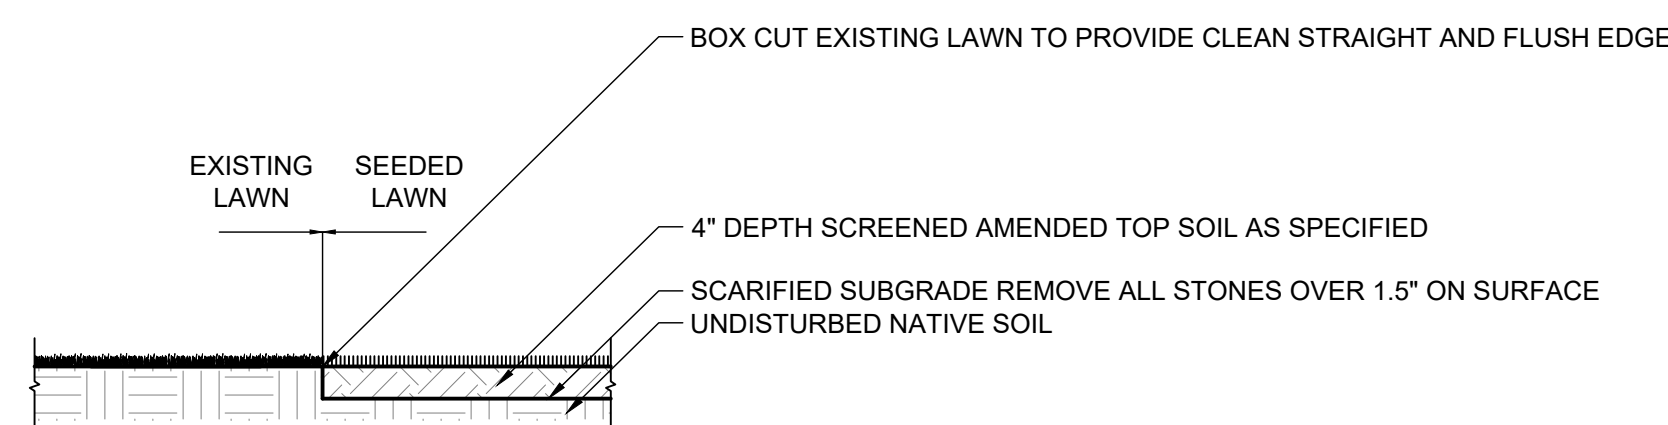 BOX CUT EXISTING LAWN TO PROVIDE CLEAN STRAIGHT AND FLUSH EDGE
EXISTING
LAWN
SEEDED
LAWN
4" DEPTH SCREENED AMENDED TOP SOIL AS SPECIFIED
SCARIFIED SUBGRADE REMOVE ALL STONES OVER 1.5" ON SURFACE
UNDISTURBED NATIVE SOIL